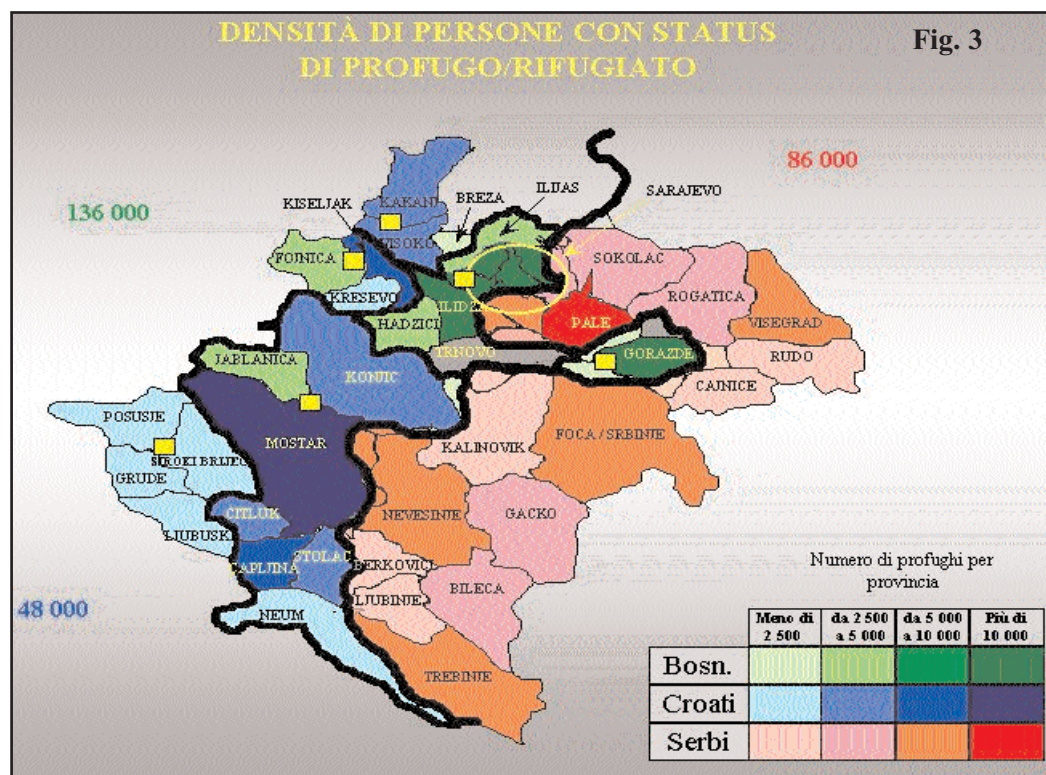 DENSITÀ DI PERSONE CON STATUS
DI PROFUGO/RIFUGIATO
Fig. 3
86 000
136 000
48 000
KISELJAK
KAKANJ
BREZA
ILIJAS
SARAJEVO
VISOKO
FOJNICA
SOKOLAC
KRESEVO
ILIDZA
ROGATICA
HADZICI
PALE
VISEGRAD
TRNOVO
GORAZDE
RUDO
JABLANICA
KONJIC
CAJNICE
POSUSJE
MOSTAR
KALINOVIK
FOCA / SRBINJE
SIROKI BRIJEG
GRUDE
CITLUK
NEVESINJE
GACKO
LJUBUSKI
STOLAC
CAPLJINA
BERKOVICI
BILECA
LJUBINJE
NEUM
TREBINJE
Numero di profughi per
provincia
Meno di
2 500
da 2 500
a 5 000
da 5 000
a 10 000
Più di
10 000
Bosn.
Croati
Serbi